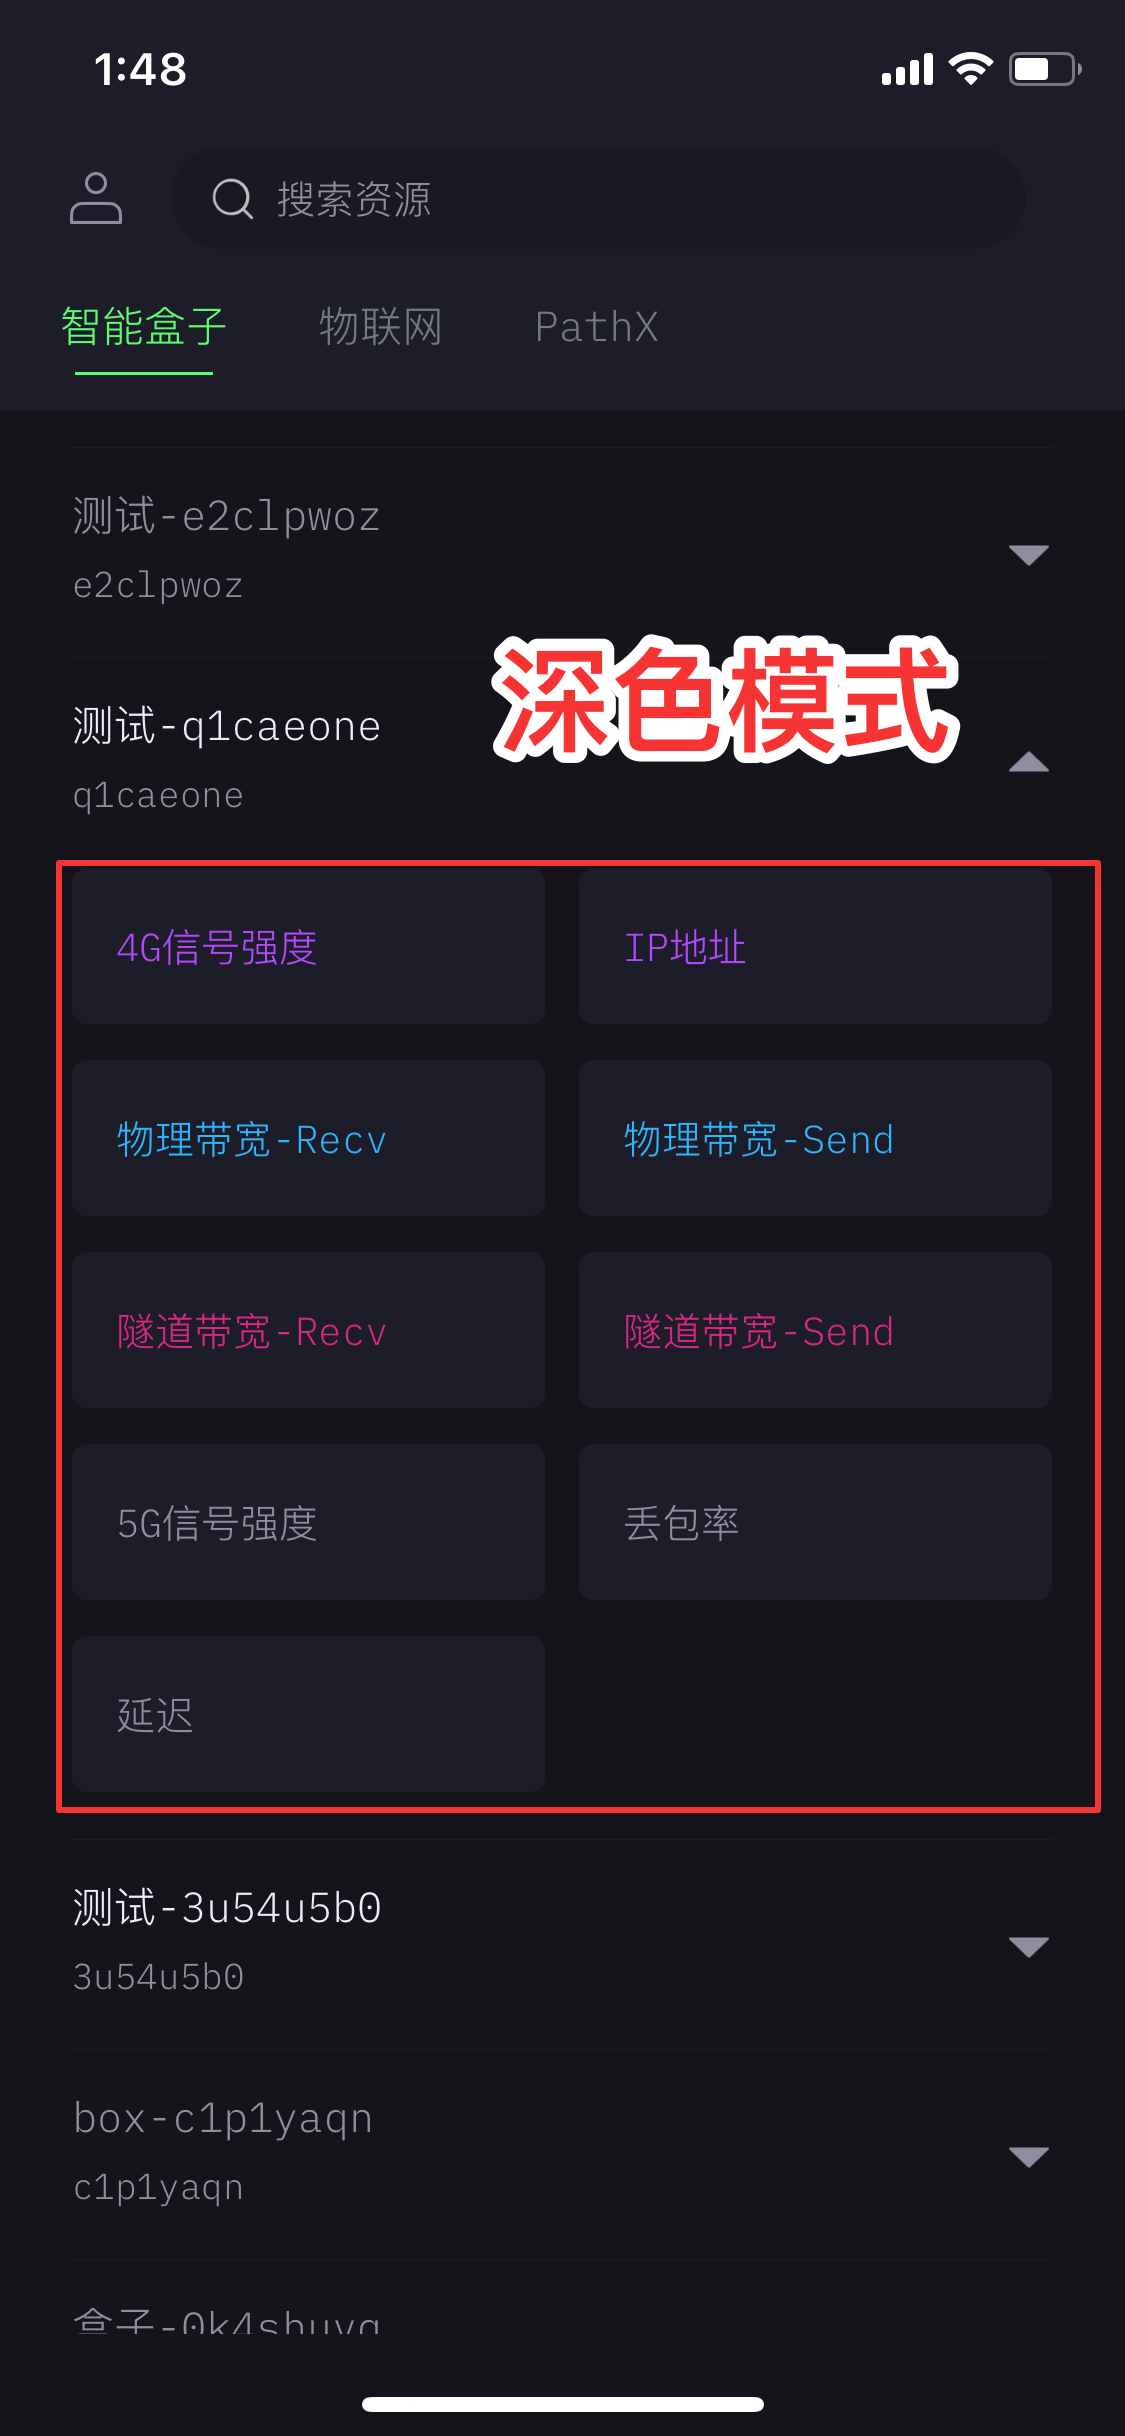 1:48
搜索资源
智能盒子 物联网 PathX
测试-e2clpwoz
e2clpwoz
深色模式
测试-q1caeone
q1caeone
4G信号强度 IP地址
物理带宽-Recv 物理带宽-Send
隧道带宽-Recv 隧道带宽-Send
5G信号强度 丢包率
延迟
测试-3u54u5b0
3u54u5b0
box-c1p1yaqn
c1p1yaqn